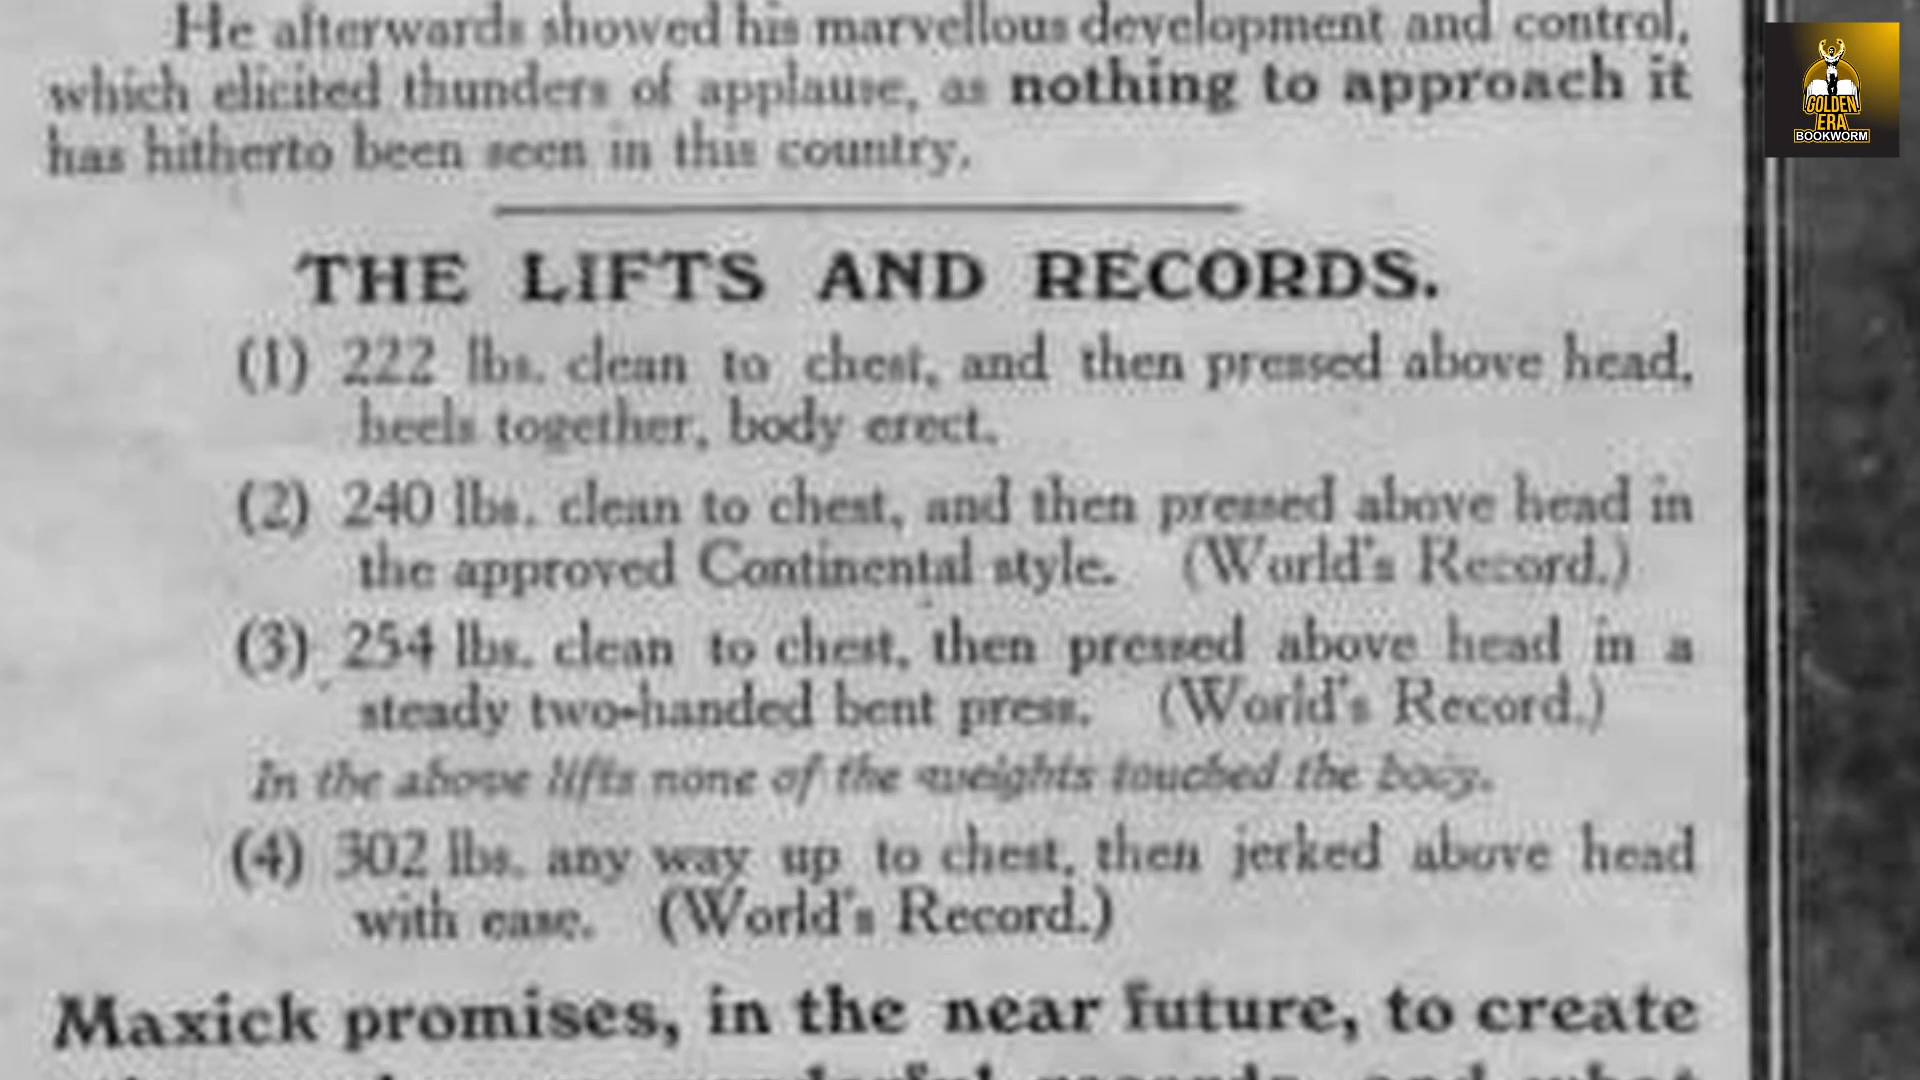 He afterwards showed his marvellous development and control,
which elicited thunders of applause, as nothing to approach it
has hitherto been seen in this country.
THE LIFTS AND RECORDS.
(1) 222 lbs. clean to chest, and then pressed above head,
heels together, body erect.
(2) 240 lbs. clean to chest, and then pressed above head in
the approved Continental style. (World's Record.)
(3) 254 lbs. clean to chest, then pressed above head in a
steady two-handed bent press. (World's Record.)
In the above lifts none of the weights touched the body.
(4) 302 lbs. any way up to chest, then jerked above head
with ease. (World's Record.)
Maxick promises, in the near future, to create
records, and what
GOLDEN
ERA
BOOKWORM